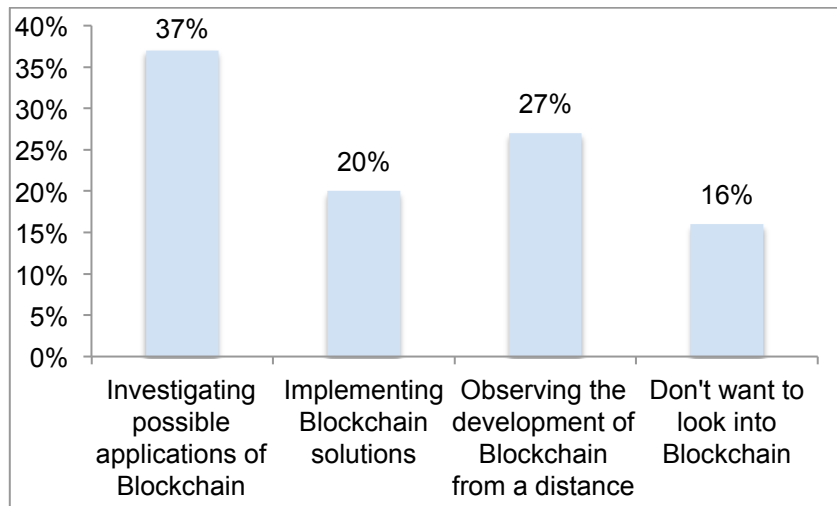 40%
35%
30%
25%
20%
15%
10%
5%
0%
37%
20%
27%
16%
Investigating
possible
applications of
Blockchain
Implementing
Blockchain
solutions
Observing the
development of
Blockchain
from a distance
Don't want to
look into
Blockchain